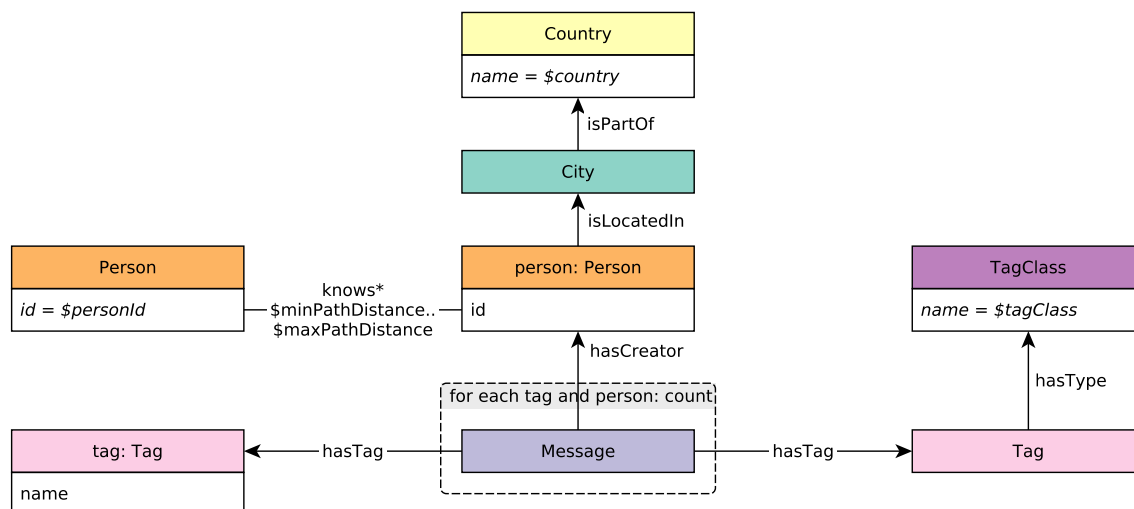 Country
name = $country
isPartOf
City
isLocatedIn
Person
id = $personId
knows*
$minPathDistance..
$maxPathDistance
person: Person
id
TagClass
name = $tagClass
hasCreator
hasType
for each tag and person: count
tag: Tag
name
hasTag
Message
hasTag
Tag